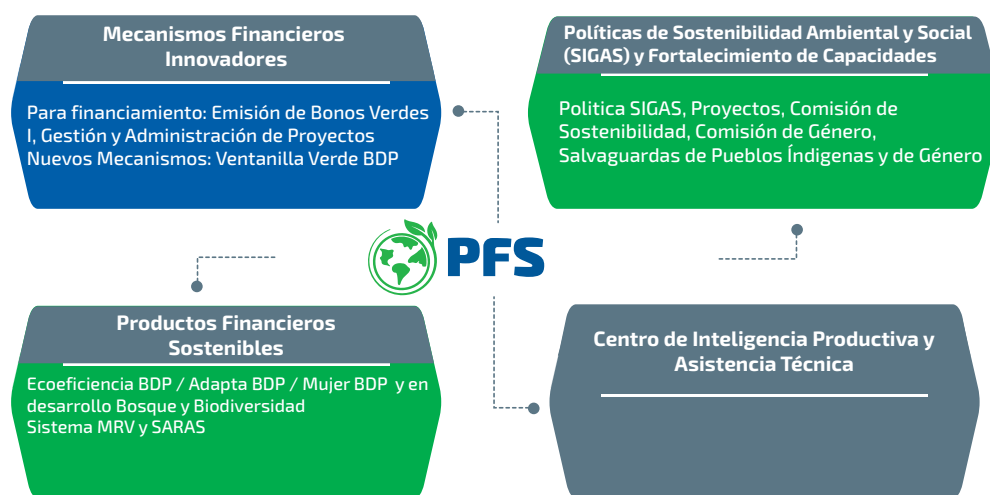 Mecanismos Financieros
Innovadores
Para financiamiento: Emisión de Bonos Verdes
I, Gestión y Administración de Proyectos
Nuevos Mecanismos: Ventanilla Verde BDP
Políticas de Sostenibilidad Ambiental y Social
(SIGAS) y Fortalecimiento de Capacidades
Politica SIGAS, Proyectos, Comisión de
Sostenibilidad, Comisión de Género,
Salvaguardas de Pueblos Índigenas y de Género
PFS
Productos Financieros
Sostenibles
Ecoeficiencia BDP / Adapta BDP / Mujer BDP y en
desarrollo Bosque y Biodiversidad
Sistema MRV y SARAS
Centro de Inteligencia Productiva y
Asistencia Técnica